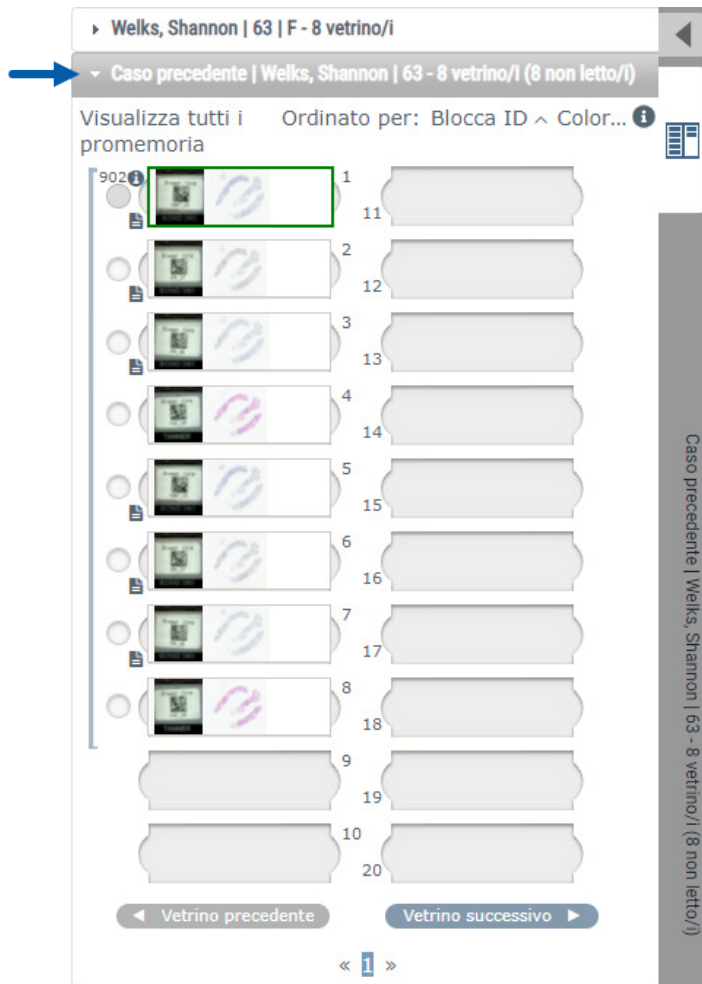 Welks, Shannon | 63 | F - 8 vetrino/i
Caso precedente | Welks, Shannon | 63 - 8 vetrino/i (8 non letto/i)
Visualizza tutti i promemoria
Ordinato per: Blocca ID Color...
902
1
11
2
12
3
13
4
14
TANNER
5
15
6
16
7
17
8
18
TANNER
9
19
10
20
Vetrino precedente
Vetrino successivo
« 1 »
Caso precedente | Welks, Shannon | 63 - 8 vetrino/i (8 non letto/i)